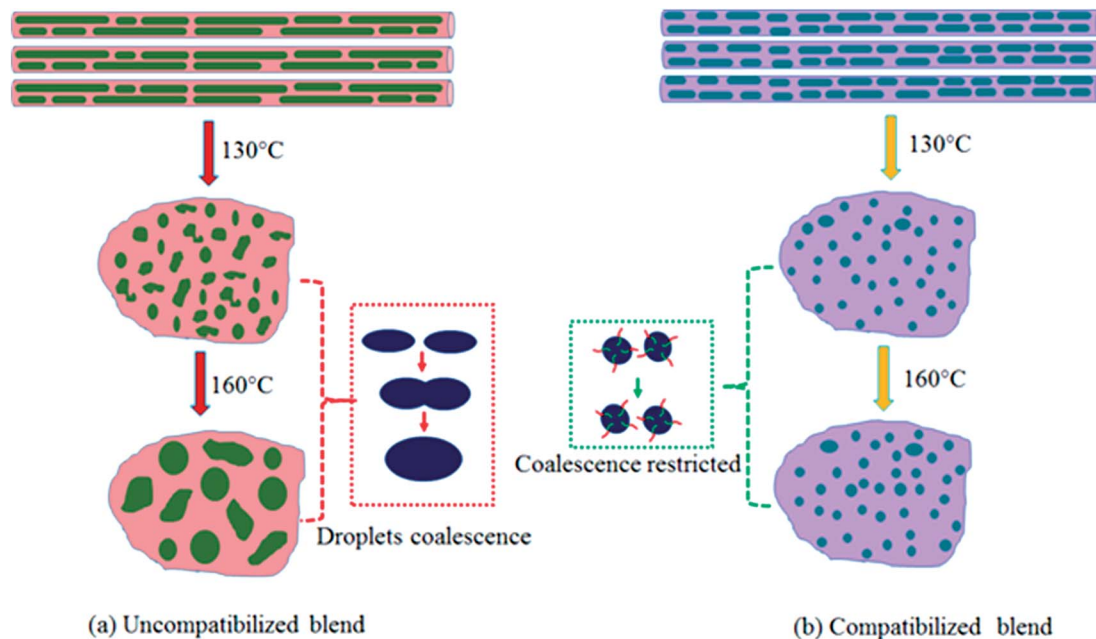 130°C
160°C
Droplets coalescence
(a) Uncompatibilized blend
130°C
160°C
Coalescence restricted
(b) Compatibilized blend